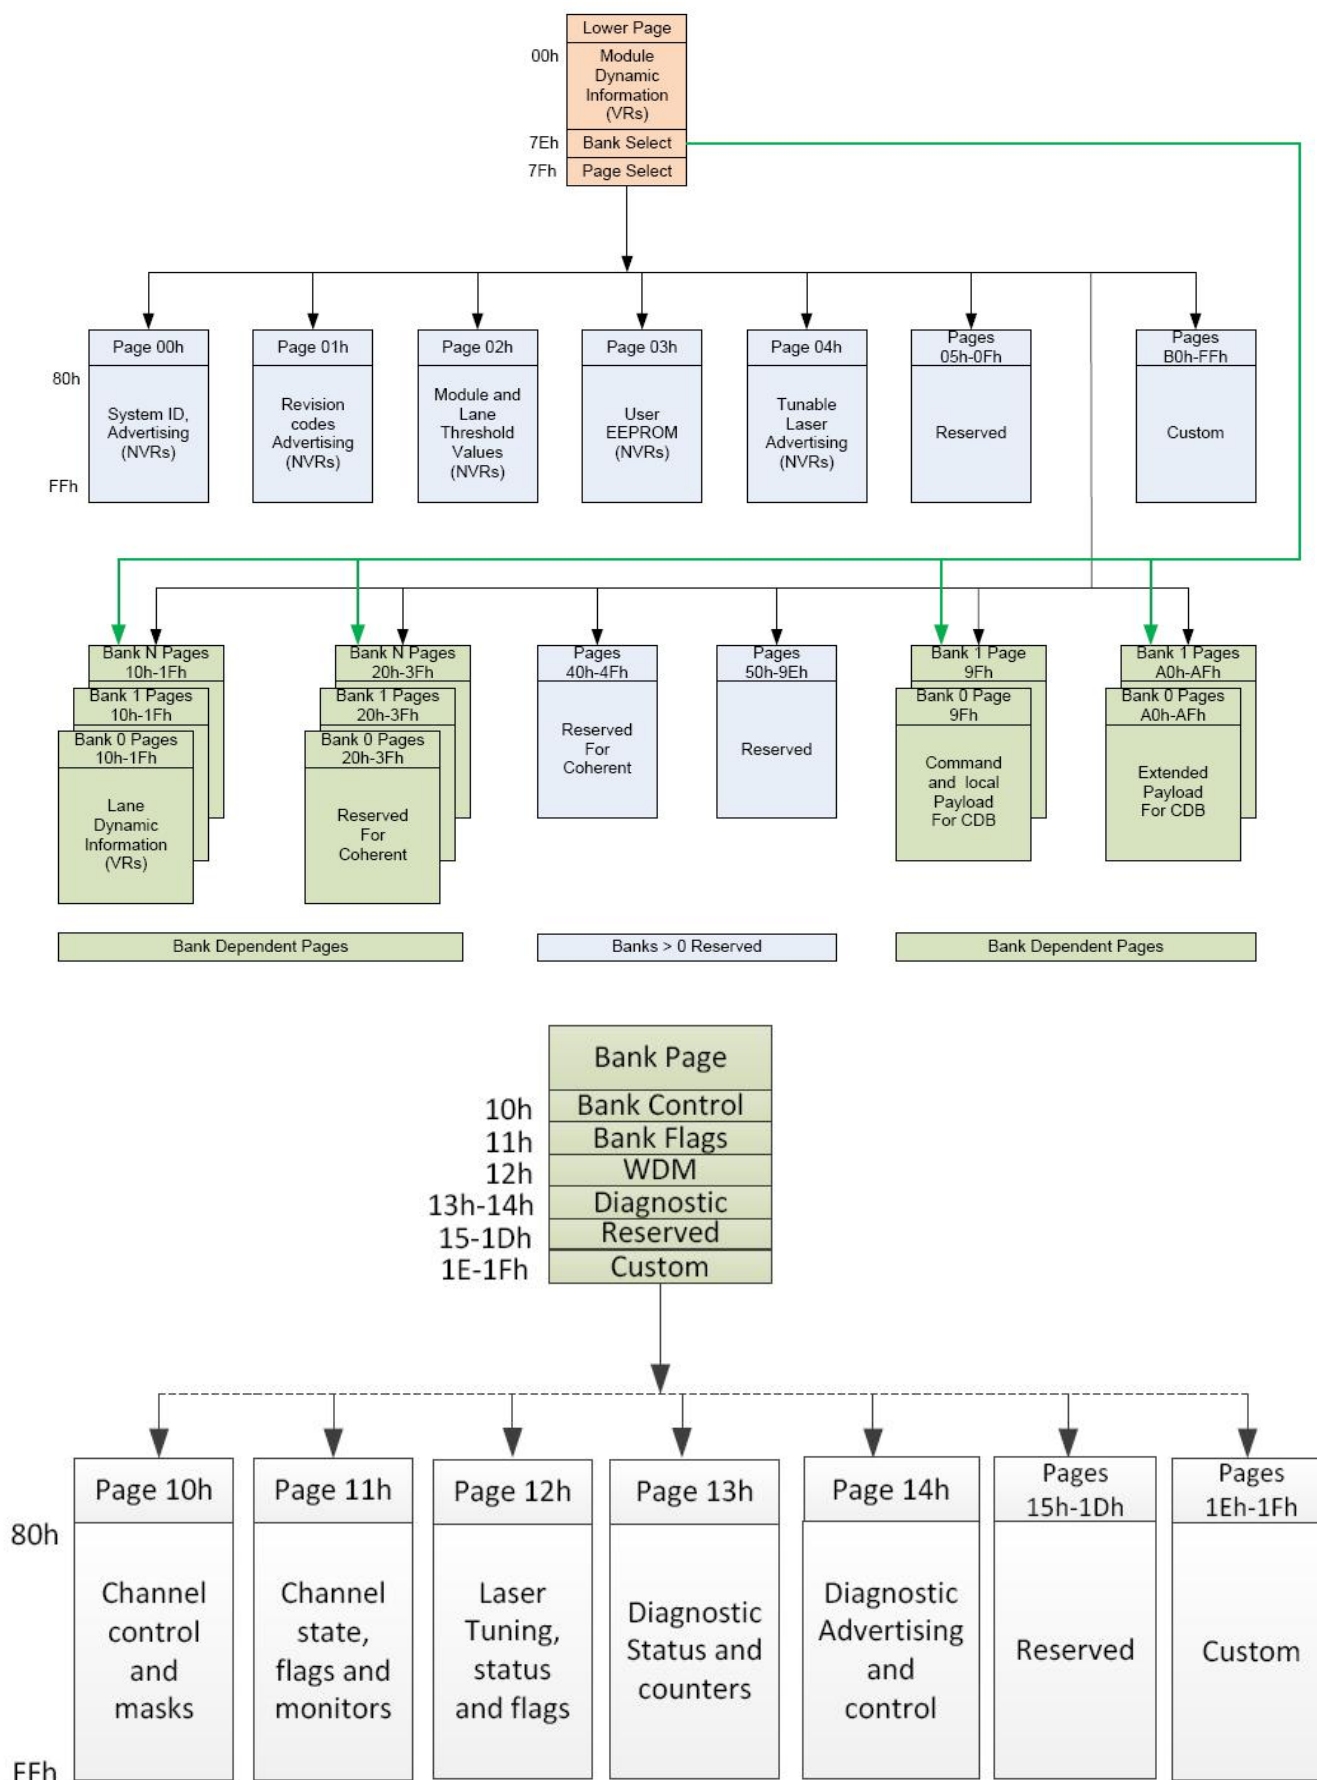 Lower Page
00h
Module
Dynamic
Information
(VRs)
7Eh
Bank Select
7Fh
Page Select
Page 00h
Page 01h
Page 02h
Page 03h
Page 04h
Pages
05h-0Fh
Pages
B0h-FFh
80h
System ID,
Advertising
(NVRs)
Revision
codes
Advertising
(NVRs)
Module and
Lane
Threshold
Values
(NVRs)
User
EEPROM
(NVRs)
Tunable
Laser
Advertising
(NVRs)
Reserved
Custom
FFh
Bank N Pages
10h-1Fh
Bank 1 Pages
10h-1Fh
Bank 0 Pages
10h-1Fh
Lane
Dynamic
Information
(VRs)
Bank N Pages
20h-3Fh
Bank 1 Pages
20h-3Fh
Bank 0 Pages
20h-3Fh
Reserved
For
Coherent
Pages
40h-4Fh
Reserved
For
Coherent
Pages
50h-9Eh
Reserved
Bank 1 Page
9Fh
Bank 0 Page
9Fh
Command
and local
Payload
For CDB
Bank 1 Pages
A0h-AFh
Bank 0 Pages
A0h-AFh
Extended
Payload
For CDB
Bank Dependent Pages
Banks > 0 Reserved
Bank Dependent Pages
Bank Page
10h
Bank Control
11h
Bank Flags
12h
WDM
13h-14h
Diagnostic
15-1Dh
Reserved
1E-1Fh
Custom
Page 10h
Page 11h
Page 12h
Page 13h
Page 14h
Pages
15h-1Dh
Pages
1Eh-1Fh
80h
Channel
control
and
masks
Channel
state,
flags and
monitors
Laser
Tuning,
status
and flags
Diagnostic
Status and
counters
Diagnostic
Advertising
and
control
Reserved
Custom
FFh